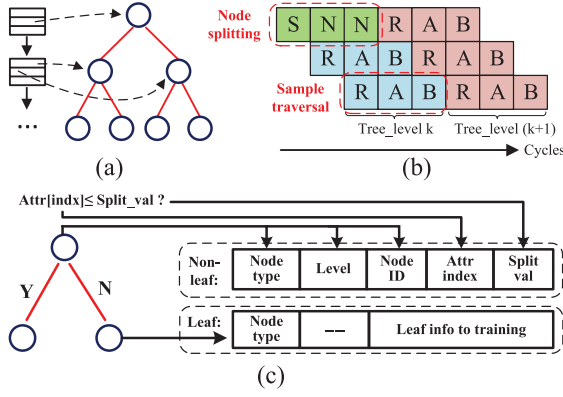 Node splitting
S N N R A B
R A B R A B
Sample traversal
R A B R A B
Tree_level k
Tree_level (k+1)
...
(a)
(b)
Cycles
Attr[indx]≤ Split_val ?
Y
N
Non-leaf:
Node type
Level
Node ID
Attr index
Split val
Leaf:
Node type
--
Leaf info to training
(c)